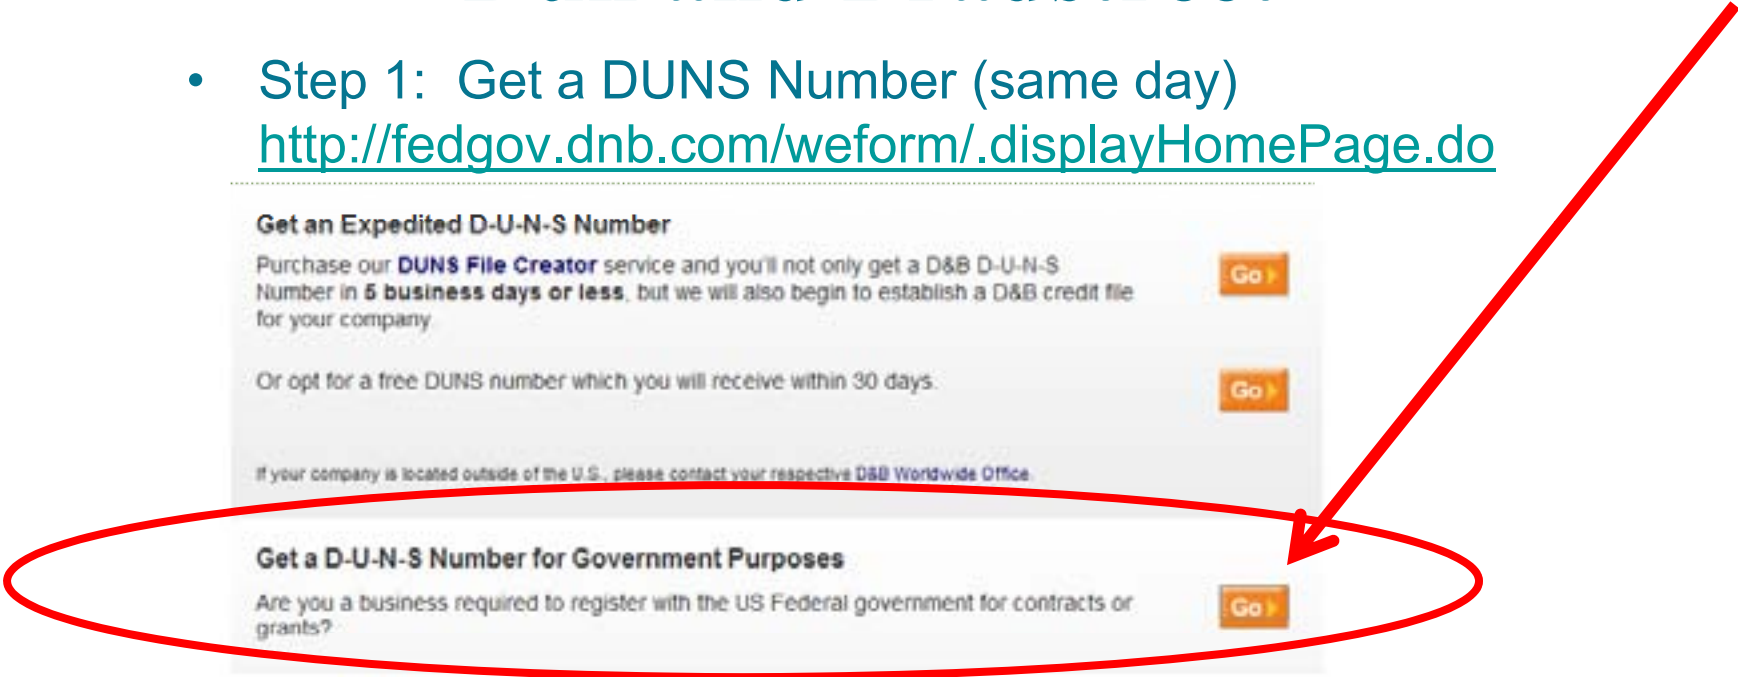 • Step 1: Get a DUNS Number (same day)
http://fedgov.dnb.com/weform/.displayHomePage.do
Get an Expedited D-U-N-S Number
Purchase our DUNS File Creator service and you'll not only get a D&B D-U-N-S
Go
Number in 5 business days or less, but we will also begin to establish a D&B credit file
for your company.
Or opt for a free DUNS number which you will receive within 30 days.
Go
If your company is located outside of the U.S., please contact your respective D&B Worldwide Office.
Get a D-U-N-S Number for Government Purposes
Are you a business required to register with the US Federal government for contracts or
Go
grants?